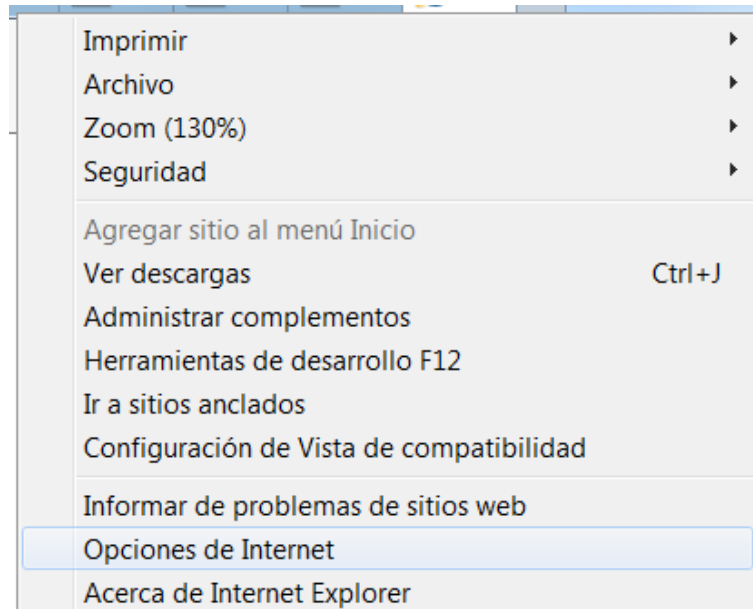 Imprimir
Archivo
Zoom (130%)
Seguridad
Agregar sitio al menú Inicio
Ver descargas Ctrl+J
Administrar complementos
Herramientas de desarrollo F12
Ir a sitios anclados
Configuración de Vista de compatibilidad
Informar de problemas de sitios web
Opciones de Internet
Acerca de Internet Explorer